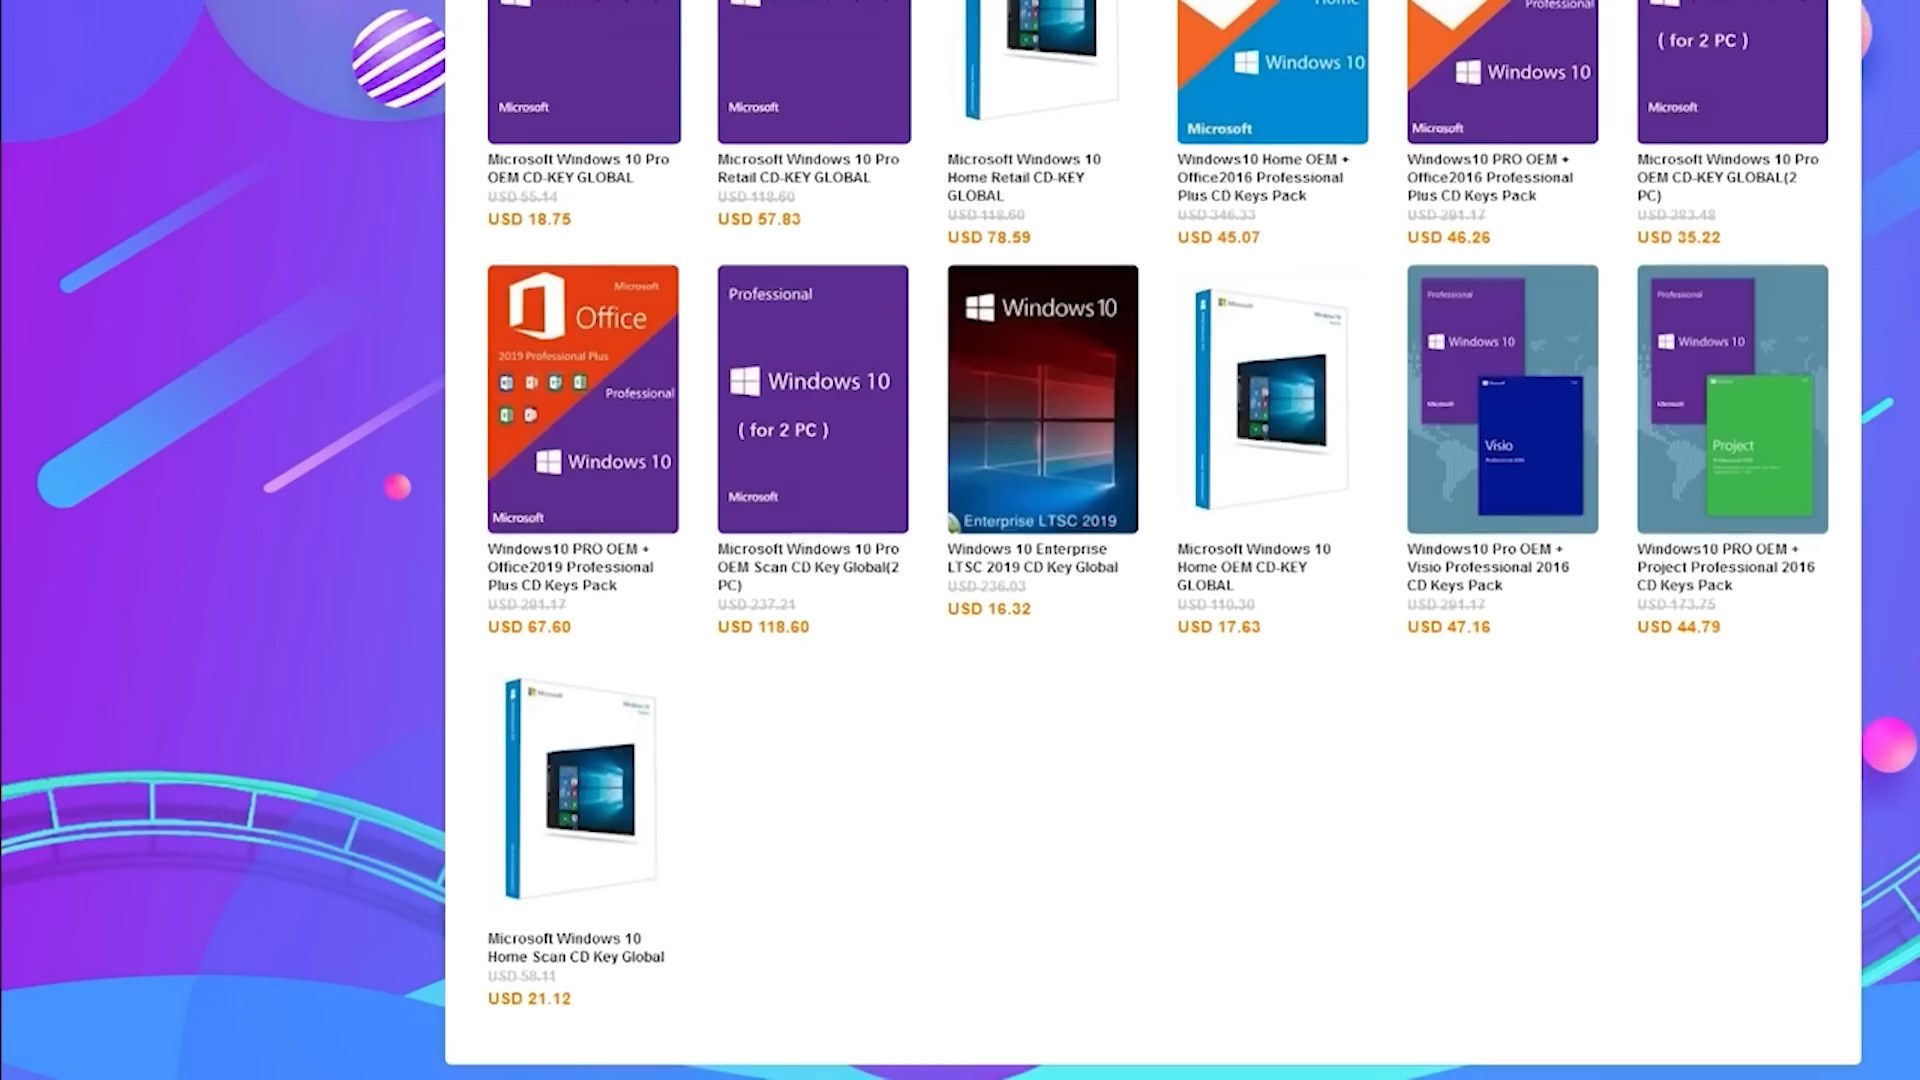 Home
Professional
( for 2 PC )
Windows 10
Windows 10
Microsoft
Microsoft
Microsoft
Microsoft
Microsoft
Microsoft Windows 10 Pro
OEM CD-KEY GLOBAL
USD 55.14
USD 18.75
Microsoft Windows 10 Pro
Retail CD-KEY GLOBAL
USD 118.60
USD 57.83
Microsoft Windows 10
Home Retail CD-KEY
GLOBAL
USD 118.60
USD 78.59
Windows10 Home OEM +
Office2016 Professional
Plus CD Keys Pack
USD 346.33
USD 45.07
Windows10 PRO OEM +
Office2016 Professional
Plus CD Keys Pack
USD 291.17
USD 46.26
Microsoft Windows 10 Pro
OEM CD-KEY GLOBAL(2
PC)
USD 283.48
USD 35.22
Microsoft
Office
2019 Professional Plus
Professional
Windows 10
Microsoft
Windows10 PRO OEM +
Office2019 Professional
Plus CD Keys Pack
USD 291.17
USD 67.60
Professional
Windows 10
( for 2 PC )
Microsoft
Microsoft Windows 10 Pro
OEM Scan CD Key Global(2
PC)
USD 237.21
USD 118.60
Windows 10
Enterprise LTSC 2019
Windows 10 Enterprise
LTSC 2019 CD Key Global
USD 236.03
USD 16.32
Microsoft
Windows 10
Microsoft Windows 10
Home OEM CD-KEY
GLOBAL
USD 110.30
USD 17.63
Professional
Windows 10
Microsoft
Visio
Windows10 Pro OEM +
Visio Professional 2016
CD Keys Pack
USD 291.17
USD 47.16
Professional
Windows 10
Microsoft
Project
Windows10 PRO OEM +
Project Professional 2016
CD Keys Pack
USD 173.75
USD 44.79
Microsoft
Windows 10
Microsoft Windows 10
Home Scan CD Key Global
USD 58.11
USD 21.12